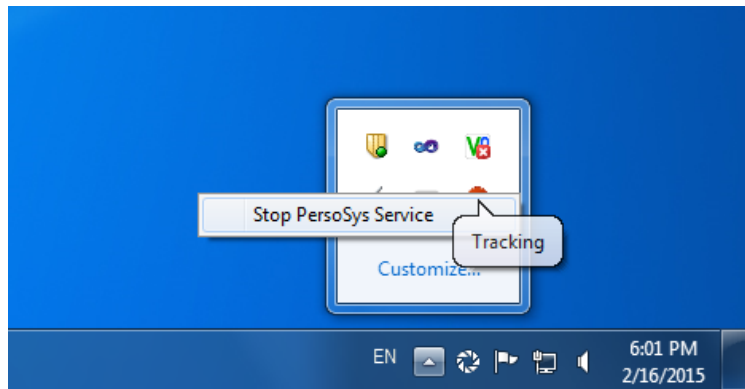 Stop PersoSys Service
Tracking
Customize...
EN
6:01 PM
2/16/2015